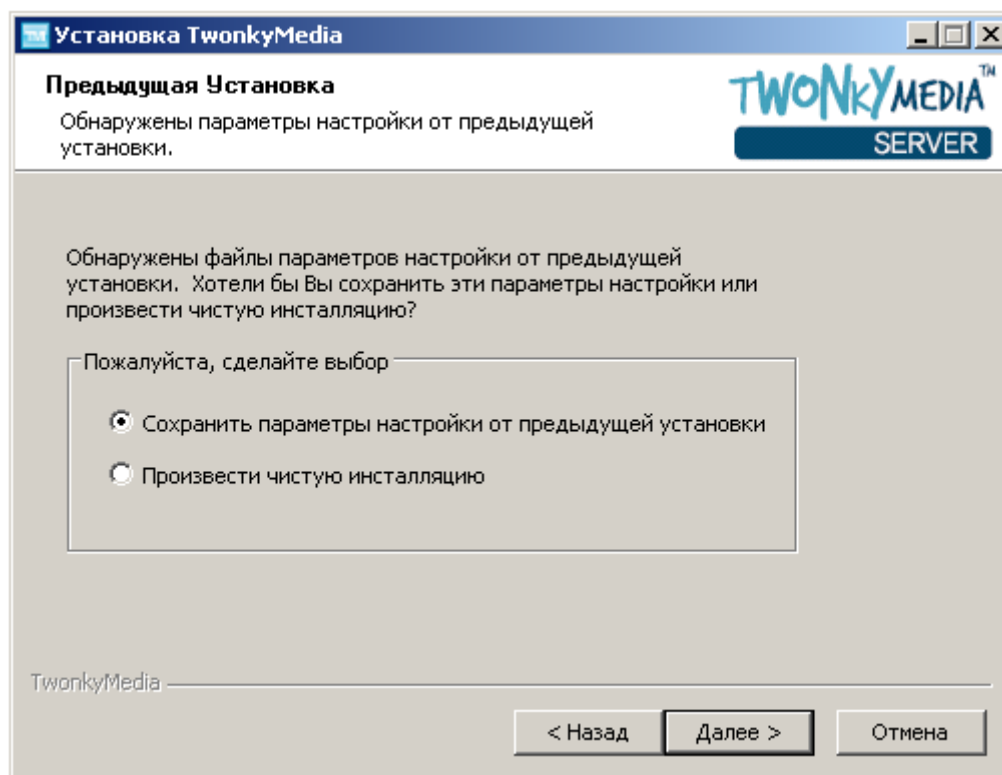 Установка TwonkyMedia
Предыдущая Установка
Обнаружены параметры настройки от предыдущей
установки.
TWONKYMEDIA™
SERVER
Обнаружены файлы параметров настройки от предыдущей
установки. Хотели бы Вы сохранить эти параметры настройки или
произвести чистую инсталляцию?
Пожалуйста, сделайте выбор
Сохранить параметры настройки от предыдущей установки
Произвести чистую инсталляцию
TwonkyMedia
< Назад
Далее >
Отмена